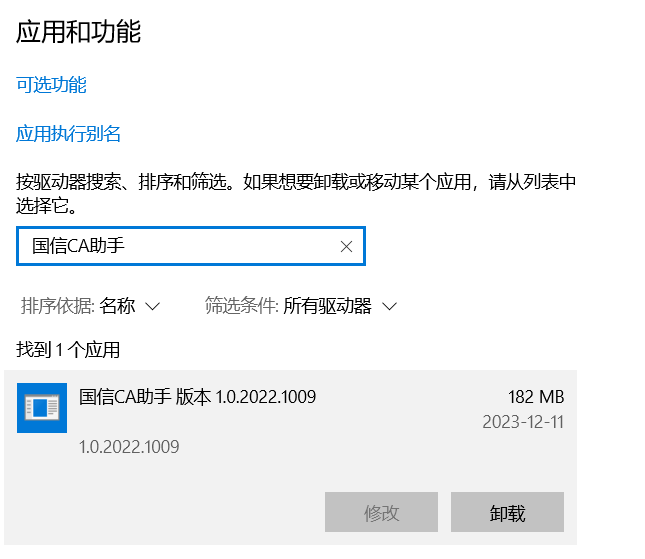 应用和功能
可选功能
应用执行别名
按驱动器搜索、排序和筛选。如果想要卸载或移动某个应用，请从列表中
选择它。
国信CA助手
排序依据: 名称 筛选条件: 所有驱动器
找到 1 个应用
国信CA助手 版本 1.0.2022.1009 182 MB
2023-12-11
1.0.2022.1009
修改 卸载